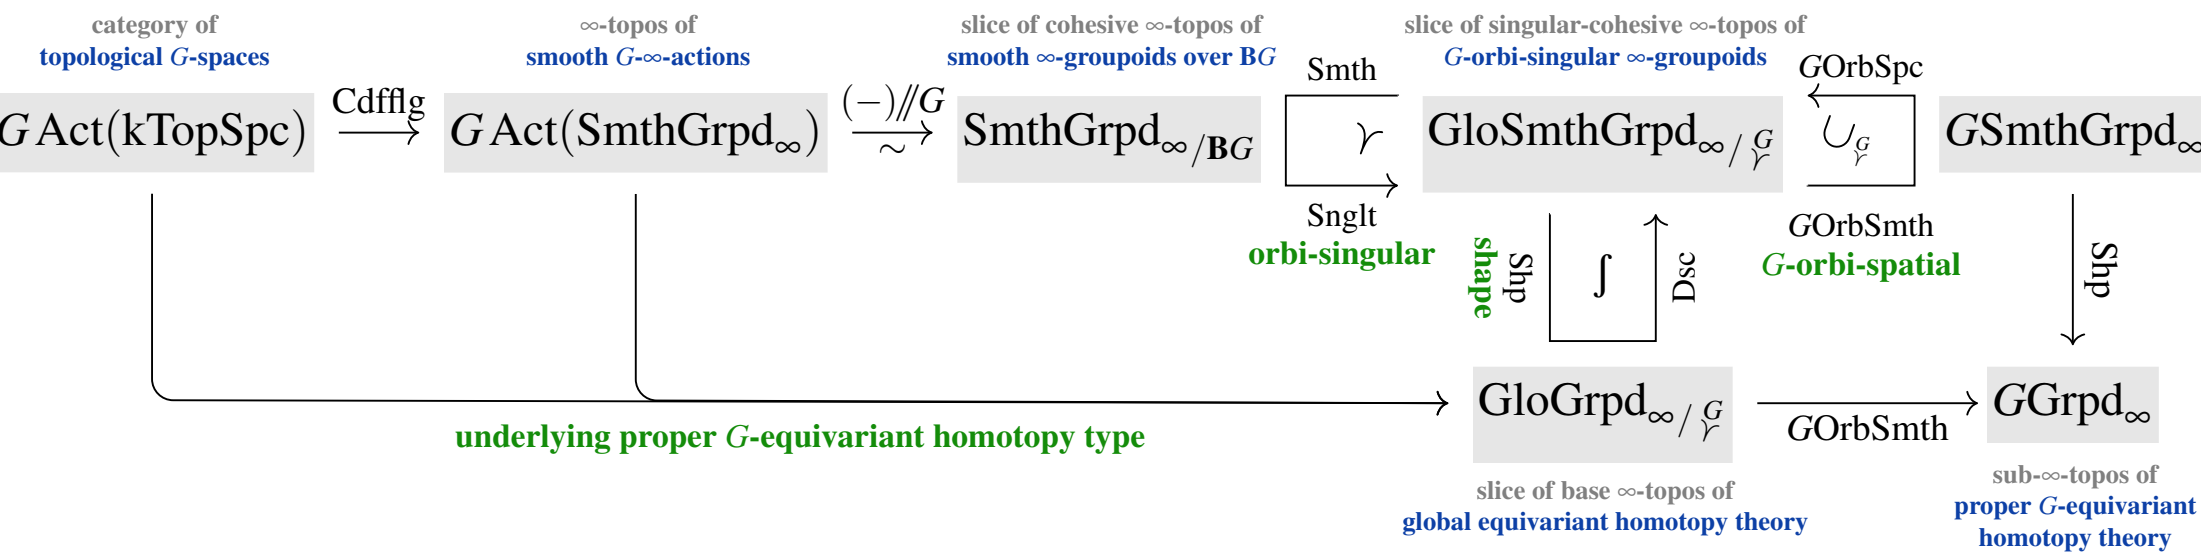 category of
topological G-spaces
∞-topos of
smooth G-∞-actions
slice of cohesive ∞-topos of
smooth ∞-groupoids over BG
slice of singular-cohesive ∞-topos of
G-orbi-singular ∞-groupoids
G Act(kTopSpc)
Cdfflg
G Act(SmthGrpd∞)
(−)⫽G
∼
SmthGrpd∞/BG
Smth
≺
Snglt
orbi-singular
GloSmthGrpd∞/ G ≺
GOrbSpc
∪ G ≺
GOrbSmth
G-orbi-spatial
GSmthGrpd∞
shape
Shp
∫
Dsc
Shp
underlying proper G-equivariant homotopy type
GloGrpd∞/ G ≺
GOrbSmth
GGrpd∞
slice of base ∞-topos of
global equivariant homotopy theory
sub-∞-topos of
proper G-equivariant
homotopy theory